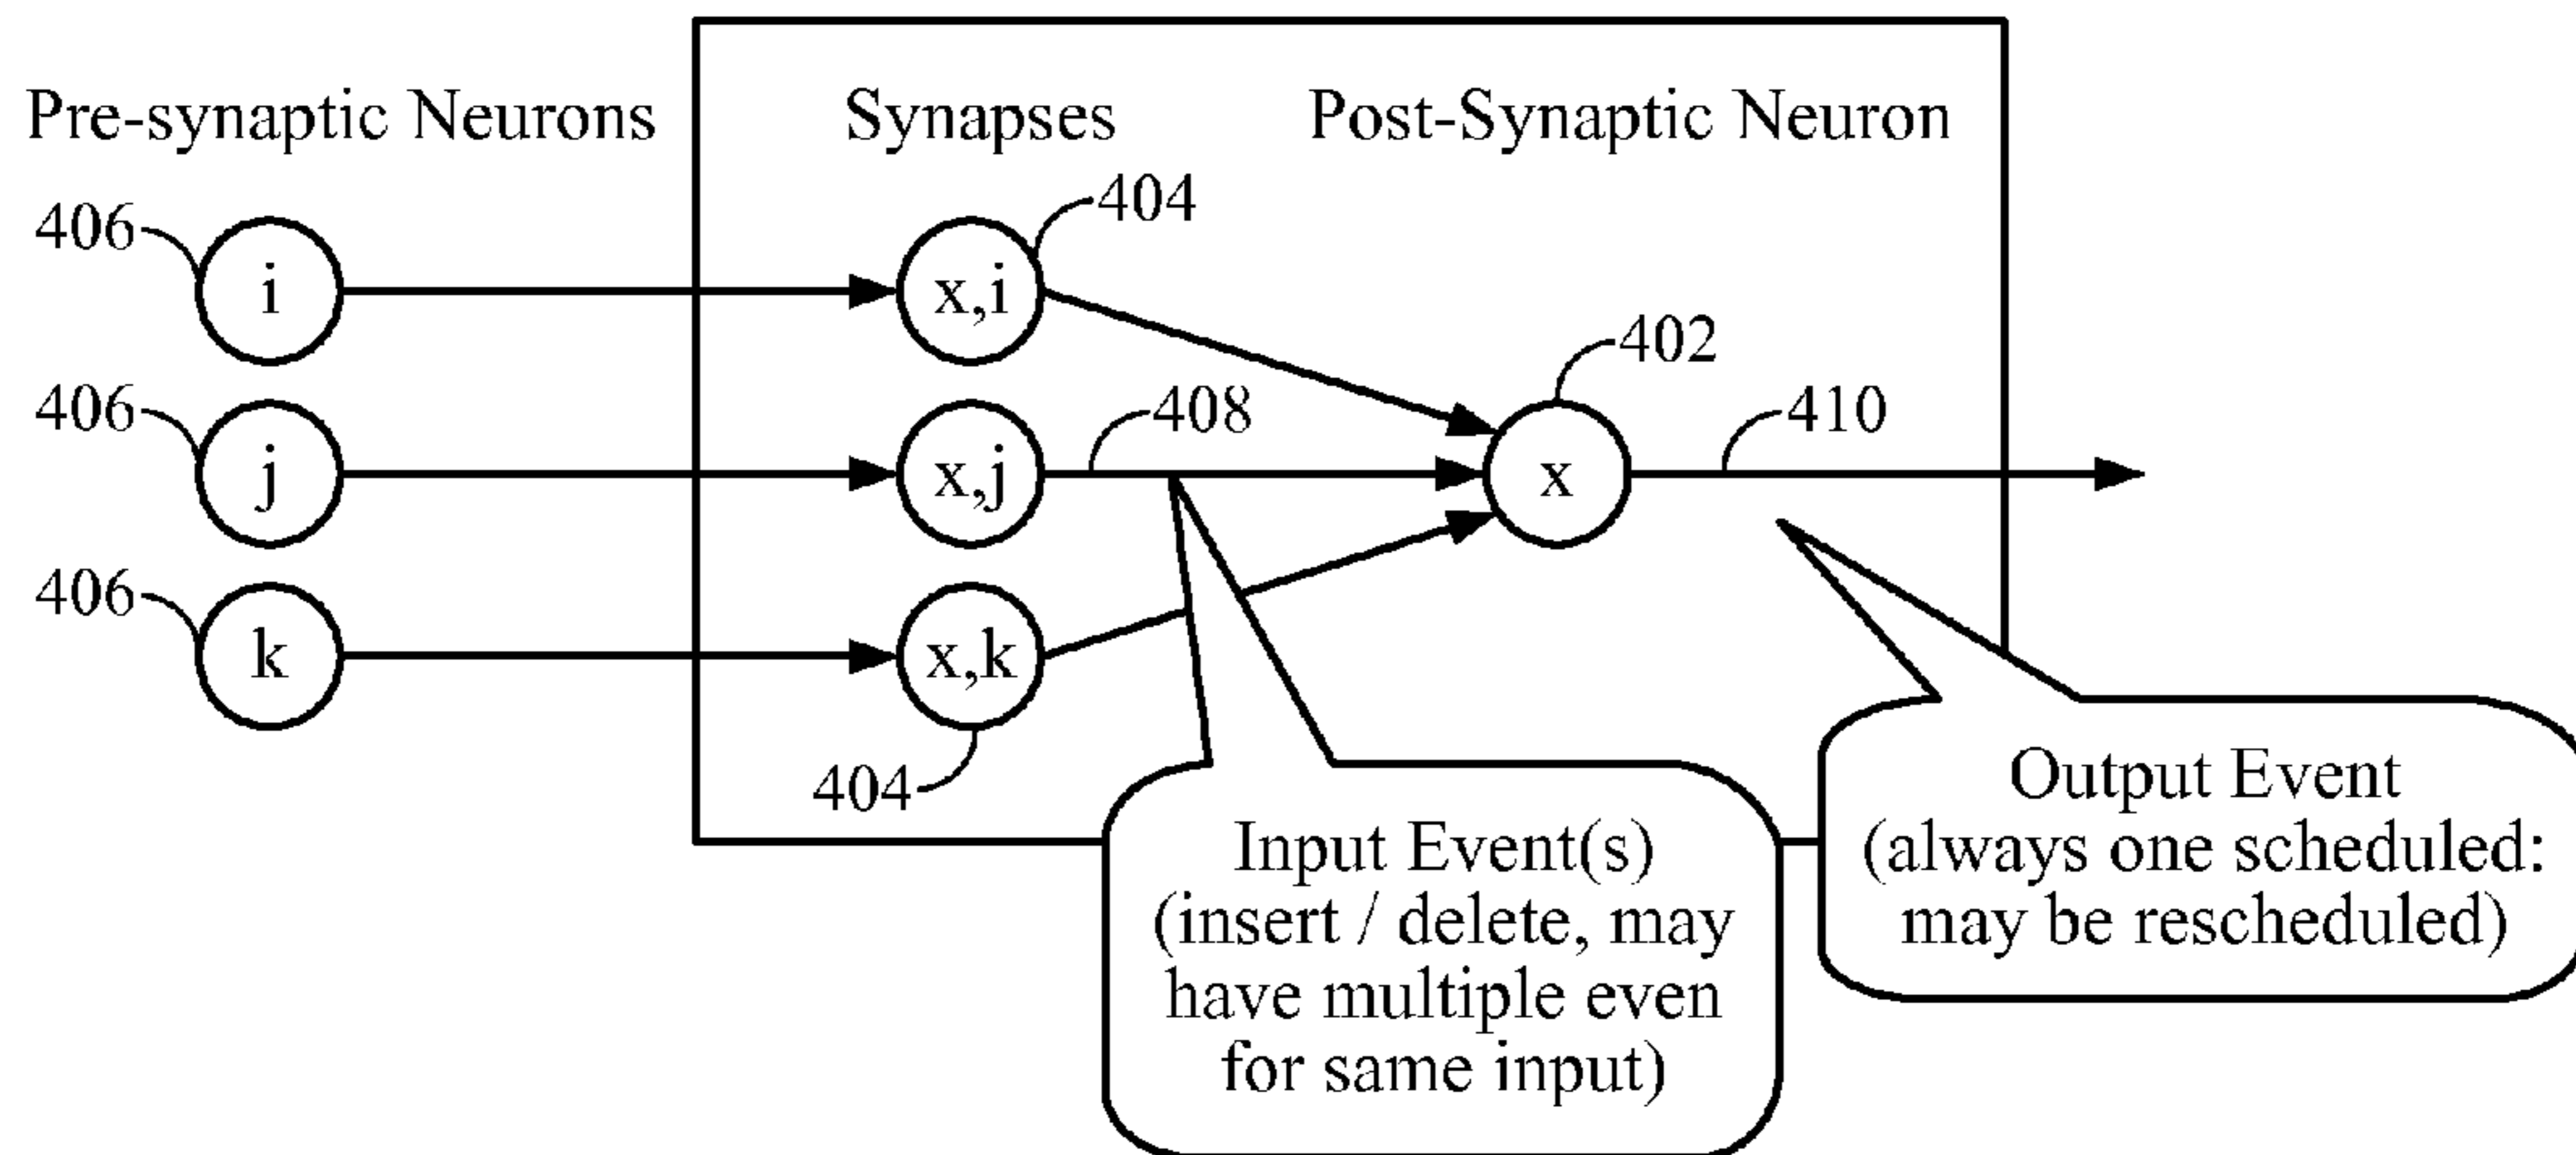 Pre-synaptic Neurons
Synapses
Post-Synaptic Neuron
406
i
x,i
404
402
406
j
x,j
408
x
410
406
k
x,k
404
Input Event(s)
(insert / delete, may
have multiple even
for same input)
Output Event
(always one scheduled:
may be rescheduled)